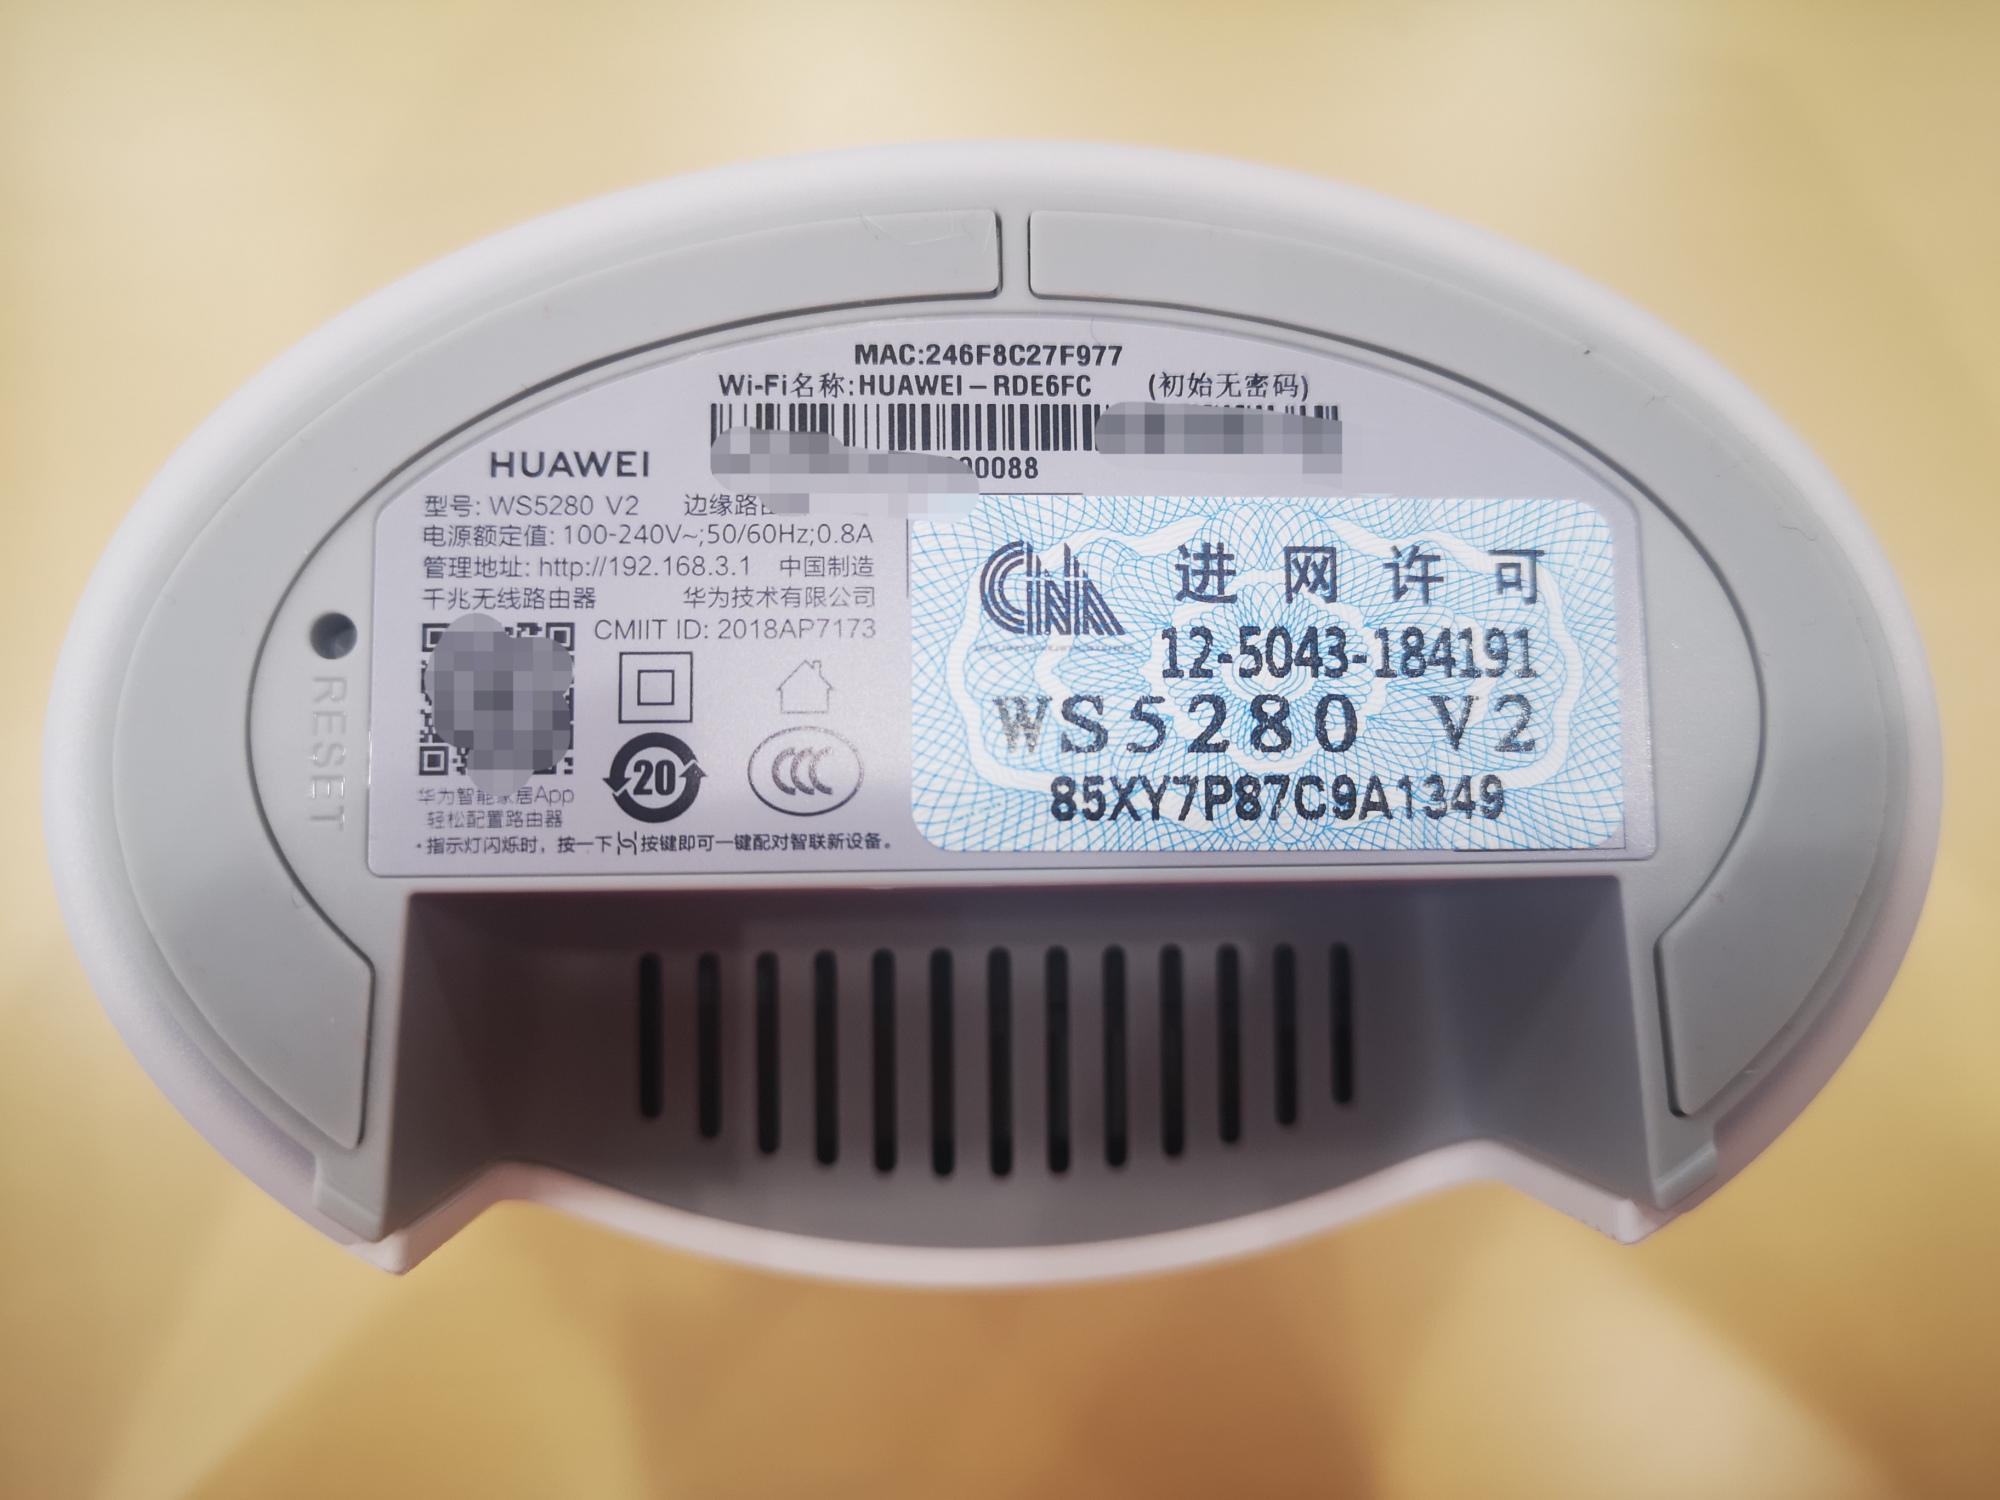 MAC:246F8C27F977
Wi-Fi名称:HUAWEI-RDE6FC (初始无密码)
00088
HUAWEI
型号: WS5280 V2 边缘路由
电源额定值: 100-240V~;50/60Hz;0.8A
管理地址: http://192.168.3.1 中国制造
千兆无线路由器 华为技术有限公司
CMIIT ID: 2018AP7173
20
CCC
华为智能家居App
轻松配置路由器
·指示灯闪烁时，按一下按键即可一键配对智联新设备。
CNA 进网许可
12-5043-184191
WS5280 V2
85XY7P87C9A1349
RESET